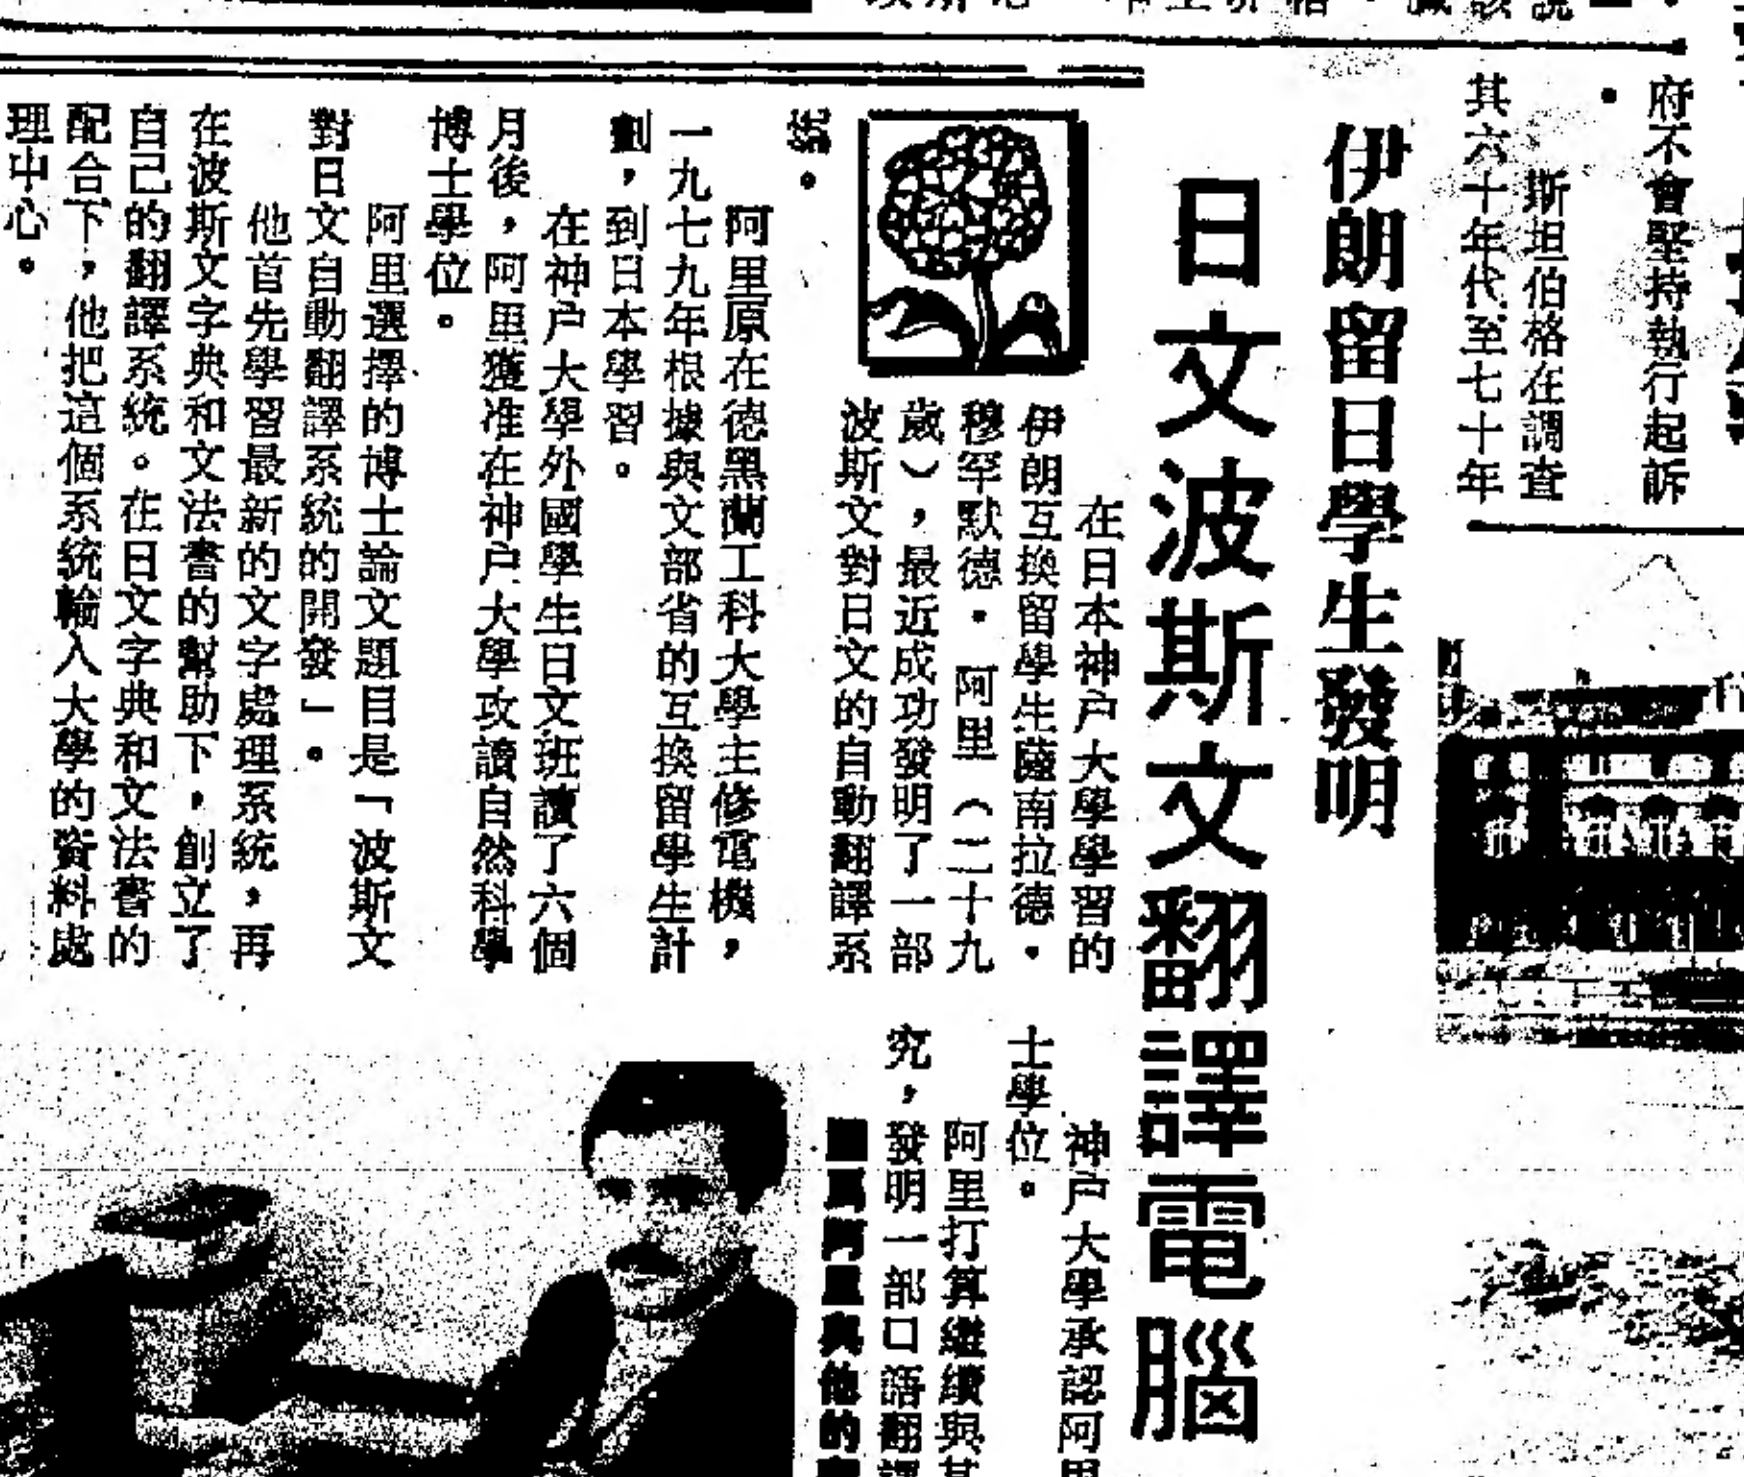 府不會堅持執行起訴
。
斯坦伯格在調查
其六十年代至七十年
伊朗留日學生發明
日文波斯文翻譯電腦
在日本神戶大學學習的
伊朗互換留學生薩南拉德・
穆罕默德・阿里（二十九
歲），最近成功發明了一部
波斯文對日文的自動翻譯系
統。
阿里原在德黑蘭工科大學主修電機，
一九七九年根據與文部省的互換留學生計
劃，到日本學習。
在神戶大學外國學生日文班讀了六個
月後，阿里獲准在神戶大學攻讀自然科學
博士學位。
阿里選擇的博士論文題目是「波斯文
對日文自動翻譯系統的開發」。
他首先學習最新的文字處理系統，再
在波斯文字典和文法書的幫助下，創立了
自己的翻譯系統。在日文字典和文法書的
配合下，他把這個系統輸入大學的資料處
理中心。
神戶大學承認阿里
士學位。
阿里打算繼續與其
究，發明一部口語翻譯
圖爲阿里與他的